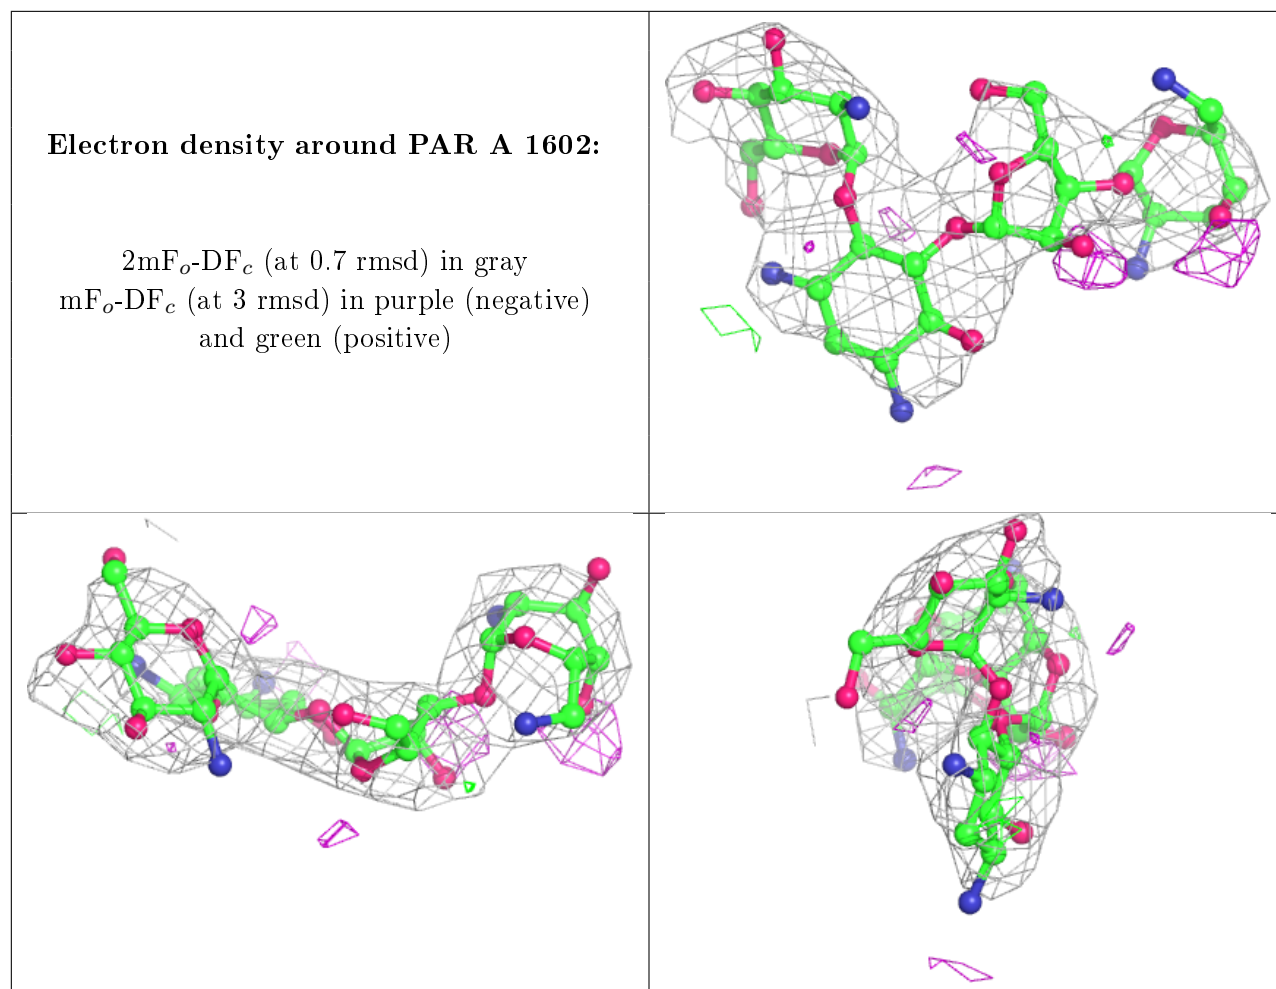 Electron density around PAR A 1602:
2mFo-DFc (at 0.7 rmsd) in gray
mFo-DFc (at 3 rmsd) in purple (negative)
and green (positive)